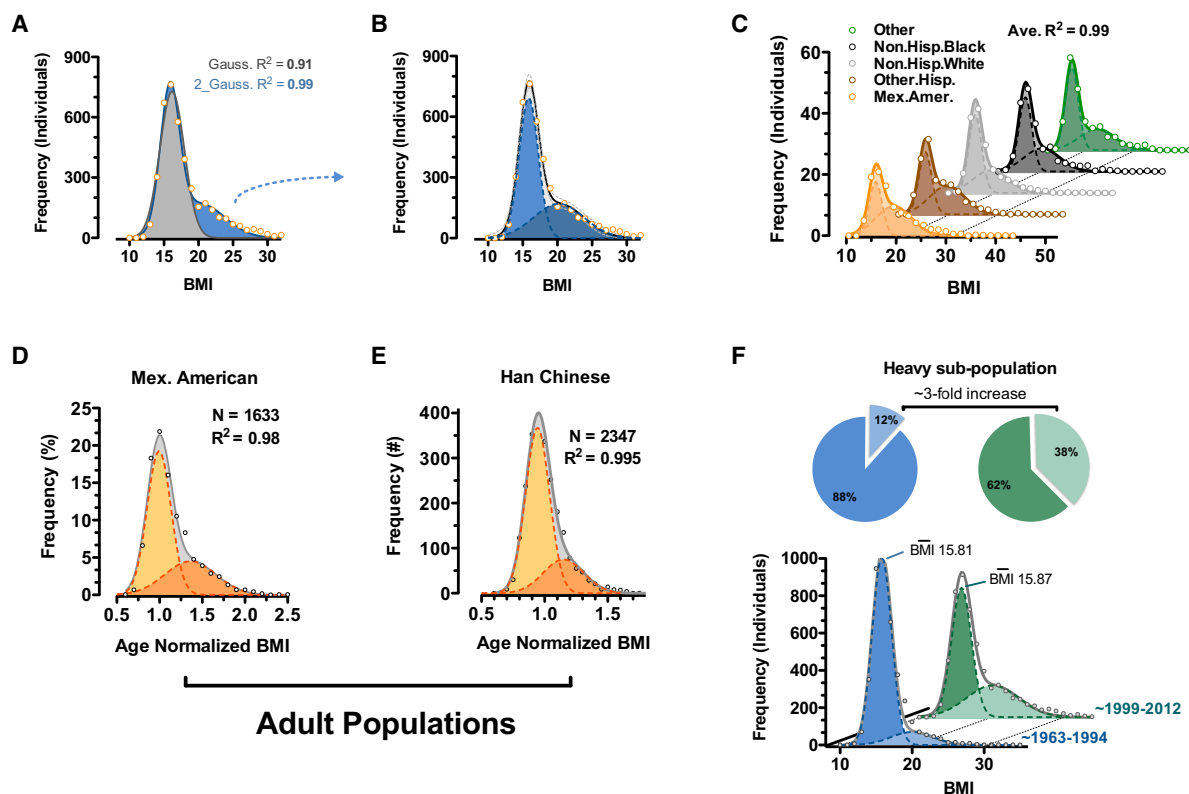 A
Frequency (Individuals)
900
600
300
0
Gauss. R² = 0.91
2_Gauss. R² = 0.99
10 15 20 25 30
BMI
B
Frequency (Individuals)
900
600
300
0
10 15 20 25 30
BMI
C
Frequency (Individuals)
60
40
20
0
Other
Non.Hisp.Black
Non.Hisp.White
Other.Hisp.
Mex.Amer.
Ave. R² = 0.99
10 20 30 40 50
BMI
D
Mex. American
Frequency (%)
25
20
15
10
5
0
N = 1633
R² = 0.98
0.5 1.0 1.5 2.0 2.5
Age Normalized BMI
E
Han Chinese
Frequency (#)
400
300
200
100
0
N = 2347
R² = 0.995
0.5 1.0 1.5
Age Normalized BMI
Adult Populations
F
Heavy sub-population
~3-fold increase
12%
88%
38%
62%
Frequency (Individuals)
1000
800
600
400
200
0
BMI 15.81
BMI 15.87
~1999-2012
~1963-1994
10 20 30
BMI